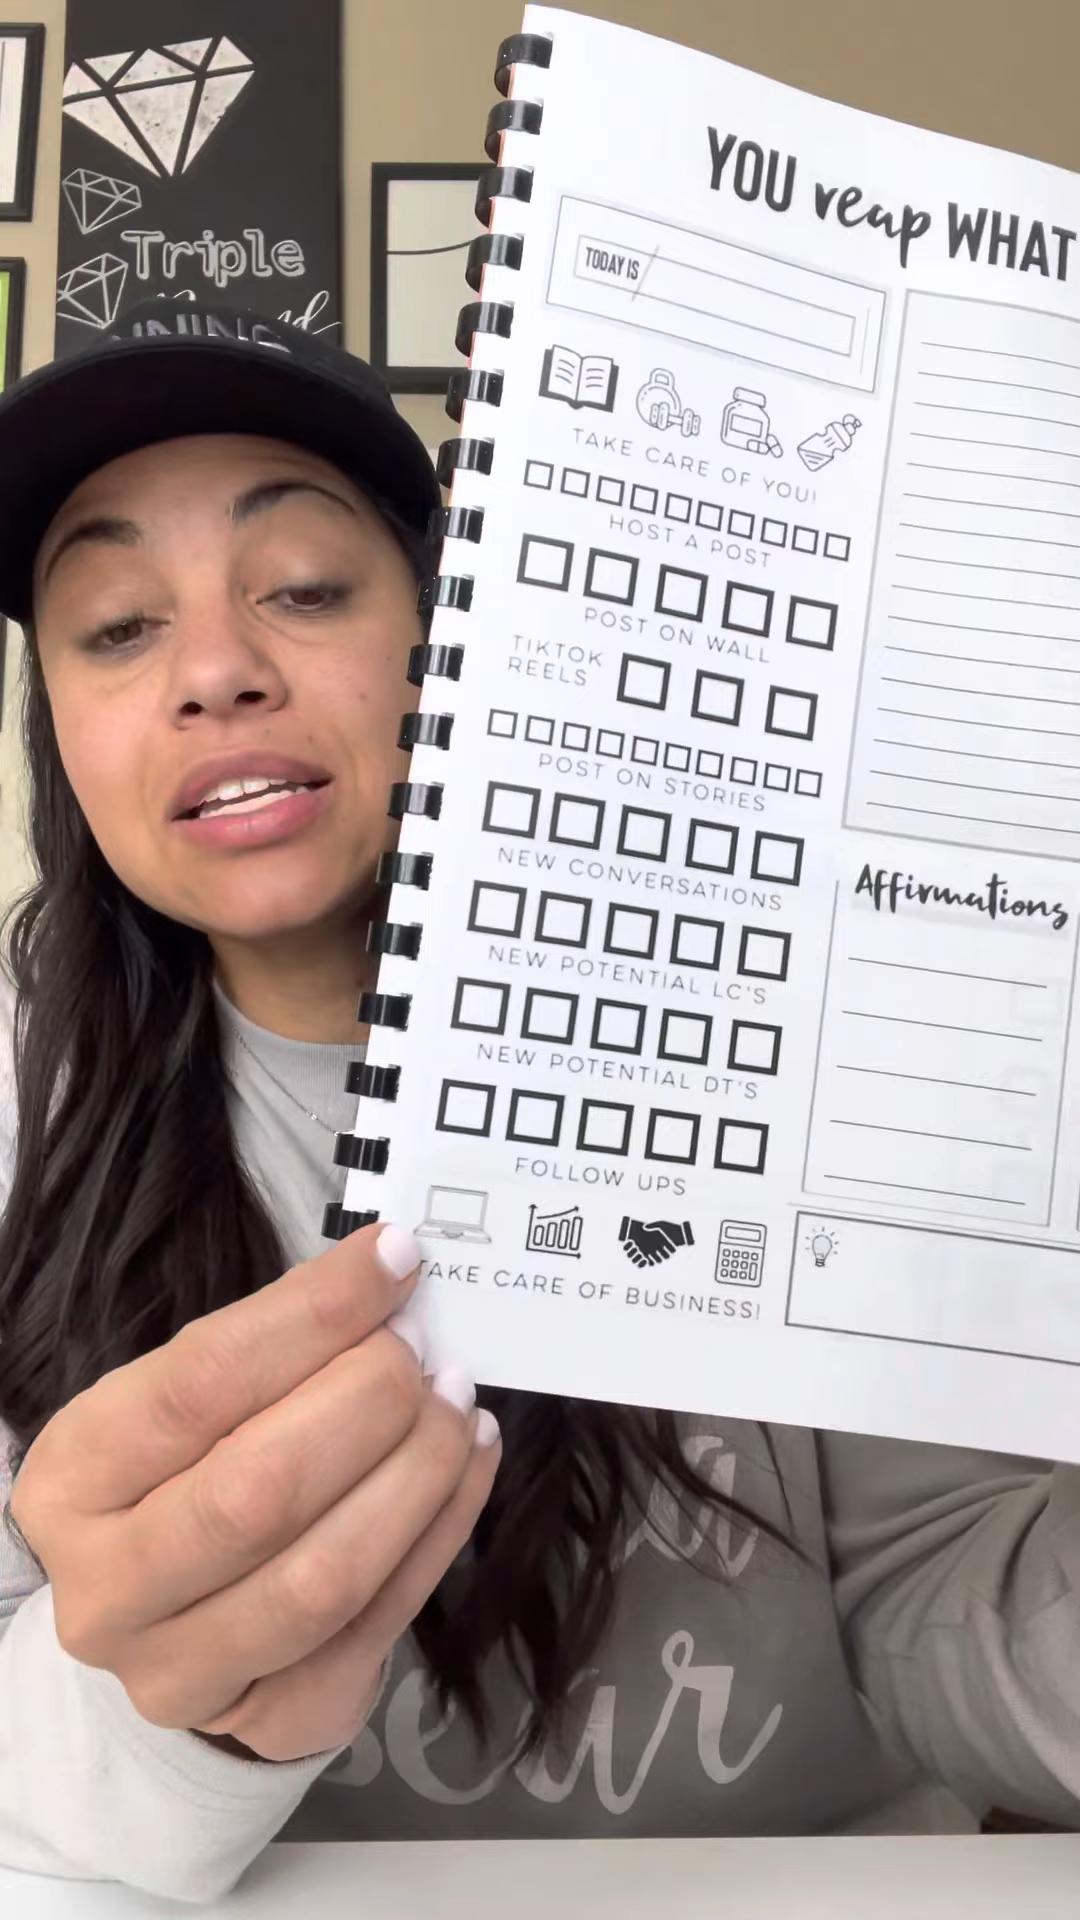 Triple
YOU reap WHAT
TODAY IS
TAKE CARE OF YOU!
HOST A POST
POST ON WALL
TIKTOK
REELS
POST ON STORIES
NEW CONVERSATIONS
NEW POTENTIAL LC'S
NEW POTENTIAL DT'S
FOLLOW UPS
TAKE CARE OF BUSINESS!
Affirmations